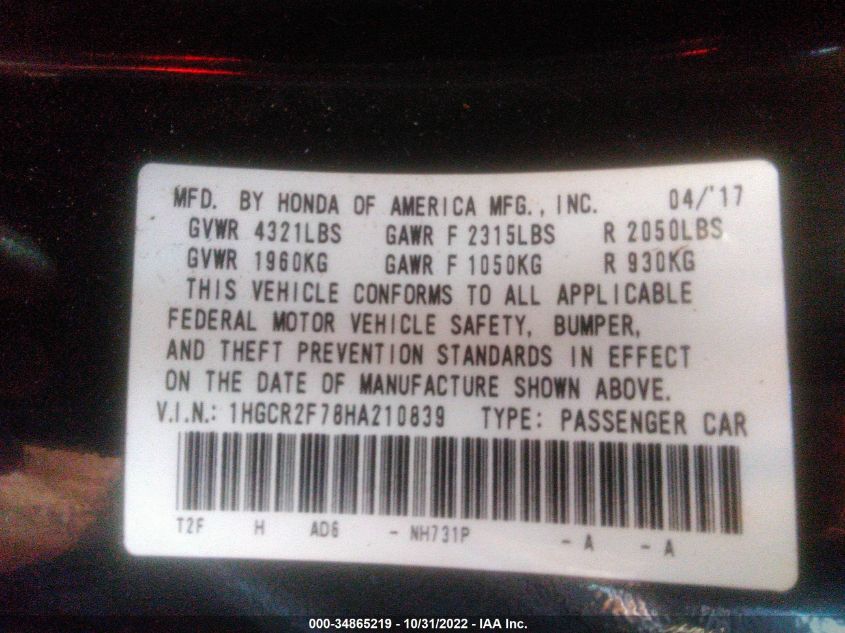 MFD. BY HONDA OF AMERICA MFG., INC. 04/'17
GVWR 4321LBS GAWR F 2315LBS R 2050LBS
GVWR 1960KG GAWR F 1050KG R 930KG
THIS VEHICLE CONFORMS TO ALL APPLICABLE
FEDERAL MOTOR VEHICLE SAFETY, BUMPER,
AND THEFT PREVENTION STANDARDS IN EFFECT
ON THE DATE OF MANUFACTURE SHOWN ABOVE.
V.I.N.: 1HGCR2F78HA210839 TYPE: PASSENGER CAR
T2F H AD6 - NH731P - A - A
000-34865219 - 10/31/2022 - IAA Inc.